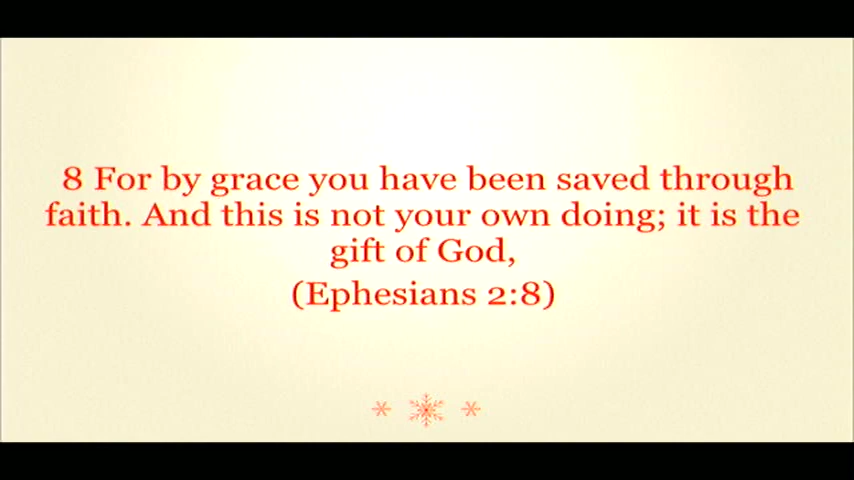 8 For by grace you have been saved through
faith. And this is not your own doing; it is the
gift of God,
(Ephesians 2:8)